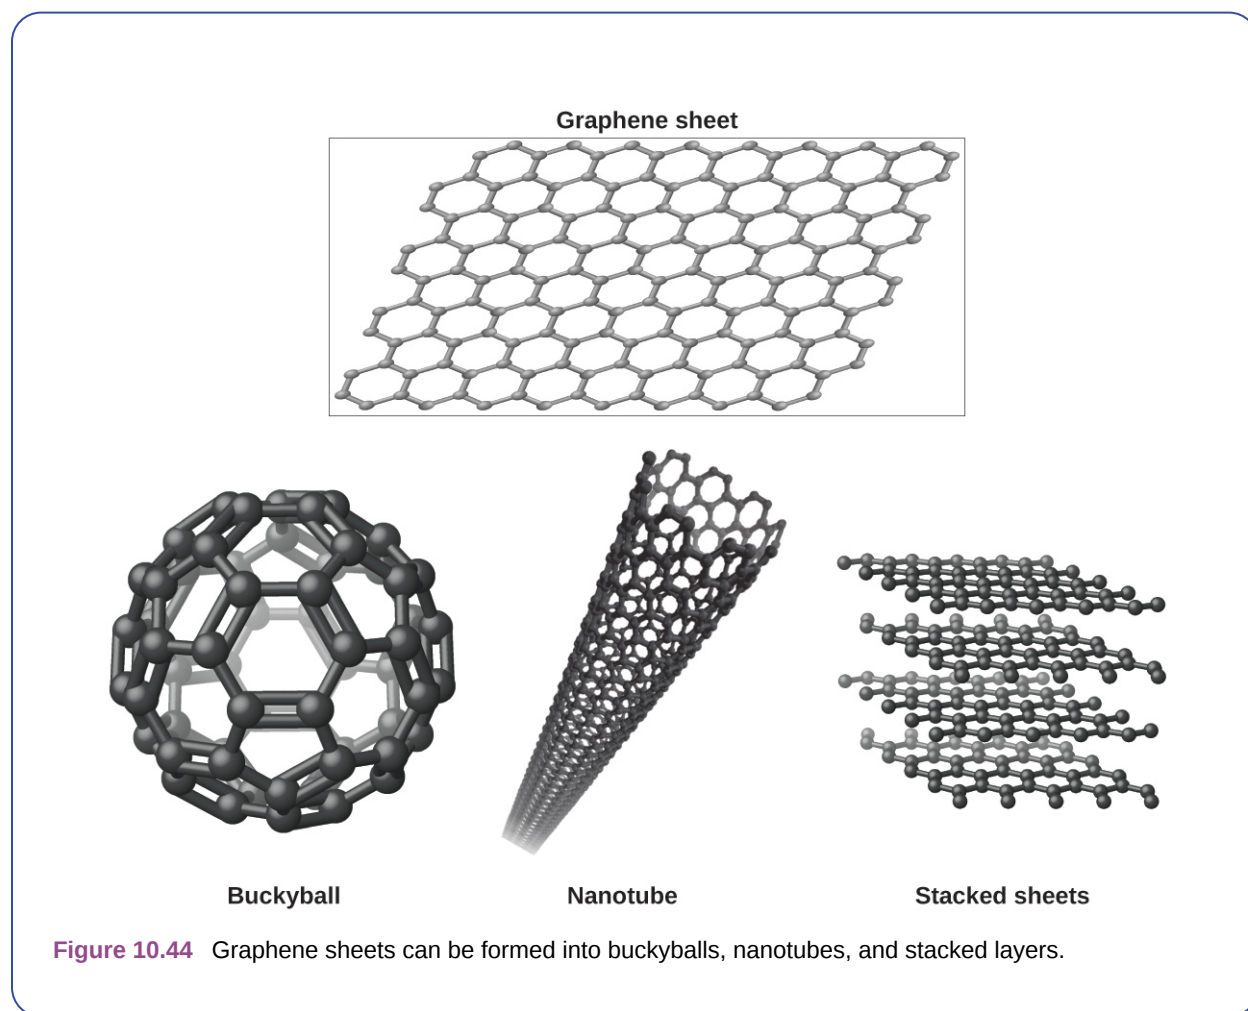 Graphene sheet
Buckyball
Nanotube
Stacked sheets
Figure 10.44 Graphene sheets can be formed into buckyballs, nanotubes, and stacked layers.